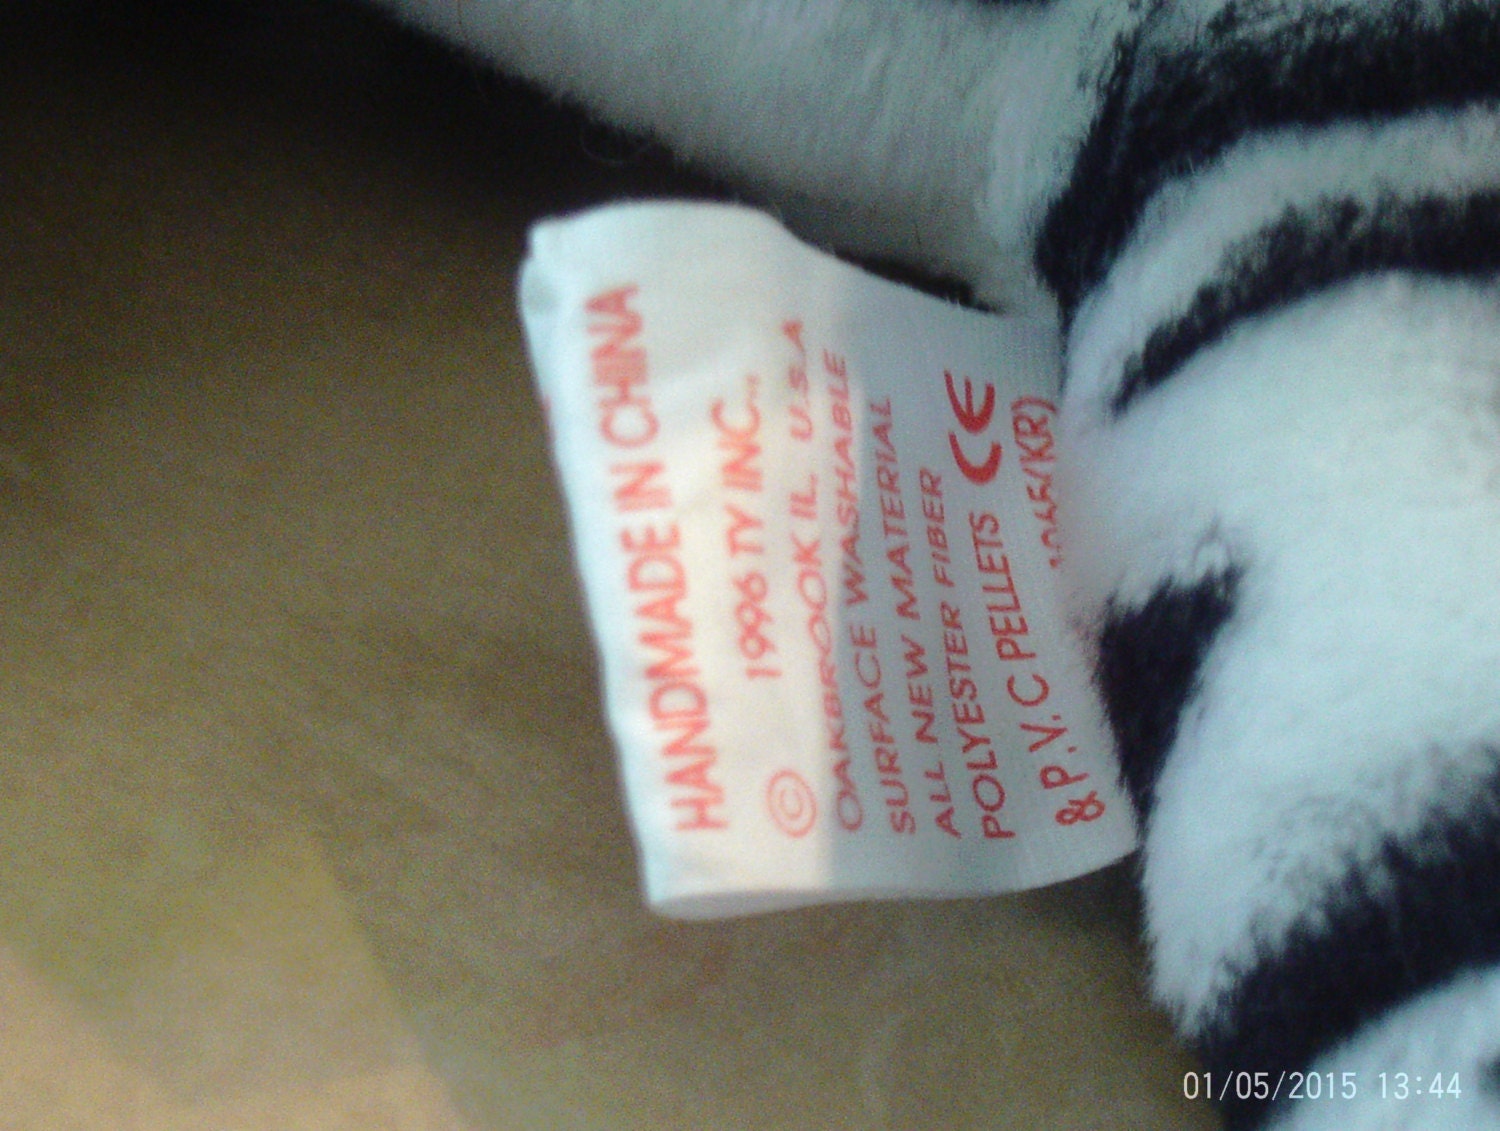 HANDMADE IN CHINA
© 1996 TY INC.,
OAKBROOK IL. U.S.A
SURFACE WASHABLE
ALL NEW MATERIAL
POLYESTER FIBER
& P.V.C PELLETS CE
01/05/2015 13:44